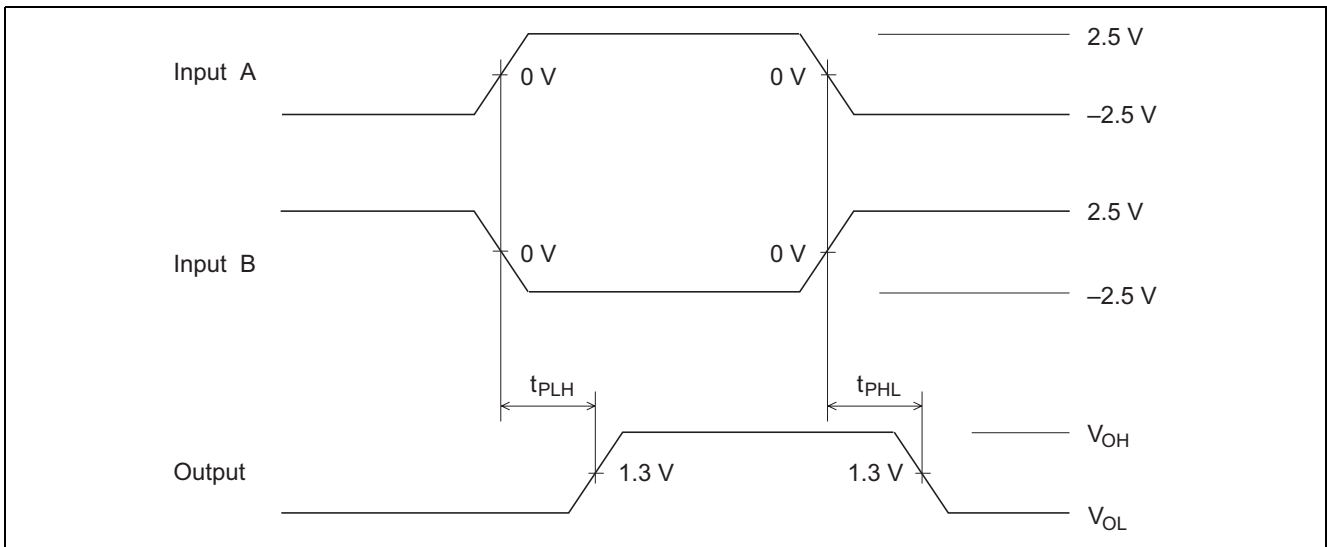 2.5 V
Input A
0 V
0 V
–2.5 V
2.5 V
0 V
0 V
Input B
–2.5 V
tPLH
tPHL
VOH
Output
1.3 V
1.3 V
VOL